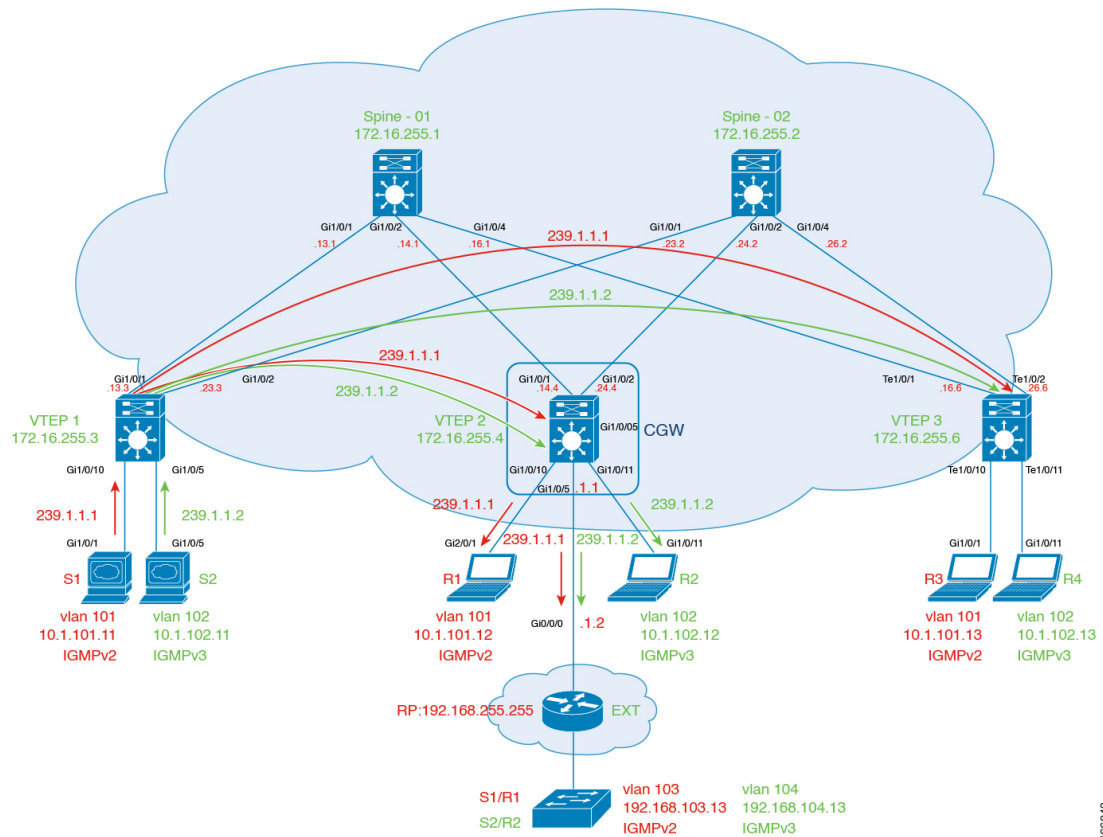 Spine - 01
172.16.255.1
Spine - 02
172.16.255.2
Gi1/0/1
Gi1/0/2
Gi1/0/4
.13.1
.14.1
.16.1
Gi1/0/1
Gi1/0/2
Gi1/0/4
.23.2
.24.2
.26.2
239.1.1.1
239.1.1.2
239.1.1.1
239.1.1.2
Gi1/0/1
.13.3
.23.3
Gi1/0/2
Gi1/0/1
Gi1/0/2
.14.4
.24.4
Te1/0/1
.16.6
Te1/0/2
.26.6
VTEP 1
172.16.255.3
VTEP 2
172.16.255.4
Gi1/0/05
CGW
VTEP 3
172.16.255.6
Gi1/0/10
Gi1/0/5
Gi1/0/10
Gi1/0/11
Gi1/0/5
.1.1
Te1/0/10
Te1/0/11
239.1.1.1
239.1.1.2
239.1.1.1
239.1.1.2
239.1.1.1
239.1.1.2
Gi1/0/1
Gi1/0/5
Gi2/0/1
Gi1/0/11
Gi1/0/1
Gi1/0/11
S1
S2
R1
R2
R3
R4
vlan 101
10.1.101.11
IGMPv2
vlan 102
10.1.102.11
IGMPv3
vlan 101
10.1.101.12
IGMPv2
Gi0/0/0
.1.2
vlan 102
10.1.102.12
IGMPv3
vlan 101
10.1.101.13
IGMPv2
vlan 102
10.1.102.13
IGMPv3
RP:192.168.255.255
EXT
S1/R1
S2/R2
vlan 103
192.168.103.13
IGMPv2
vlan 104
192.168.104.13
IGMPv3